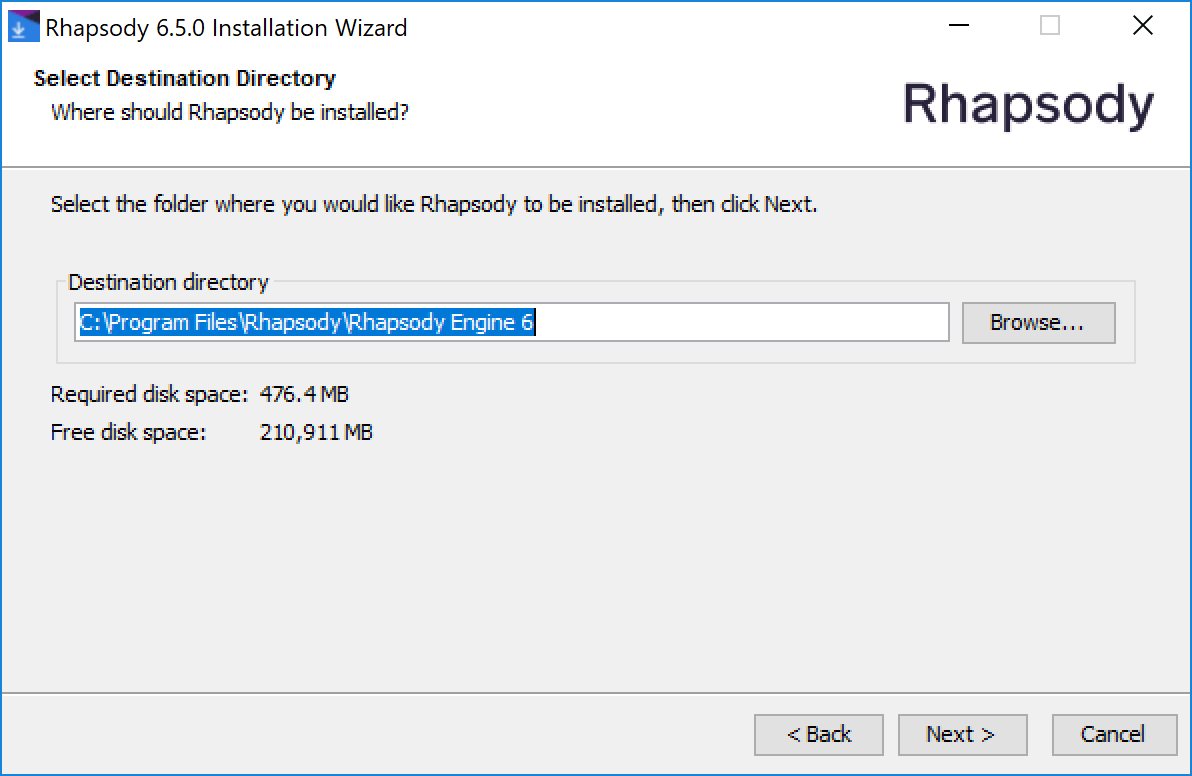 Rhapsody 6.5.0 Installation Wizard
Select Destination Directory
Where should Rhapsody be installed?
Rhapsody
Select the folder where you would like Rhapsody to be installed, then click Next.
Destination directory
C:\Program Files\Rhapsody\Rhapsody Engine 6
Browse...
Required disk space: 476.4 MB
Free disk space: 210,911 MB
< Back
Next >
Cancel